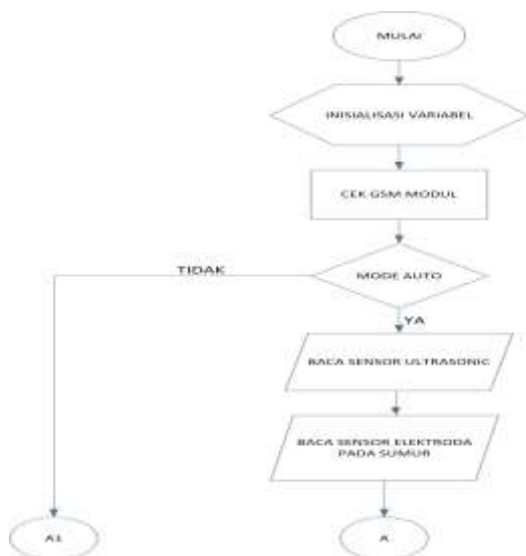 MULAI
INISIALISASI VARIABEL
CEK GSM MODUL
MODE AUTO
TIDAK
YA
BACA SENSOR ULTRASONIC
BACA SENSOR ELEKTRODA
PADA SUMUR
A1
A